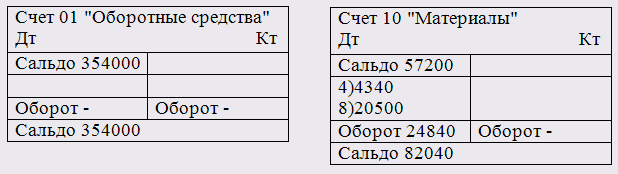 Счет 01 "Оборотные средства"
Дт Кт
Сальдо 354000
Оборот - Оборот -
Сальдо 354000
Счет 10 "Материалы"
Дт Кт
Сальдо 57200
4)4340
8)20500
Оборот 24840 Оборот -
Сальдо 82040